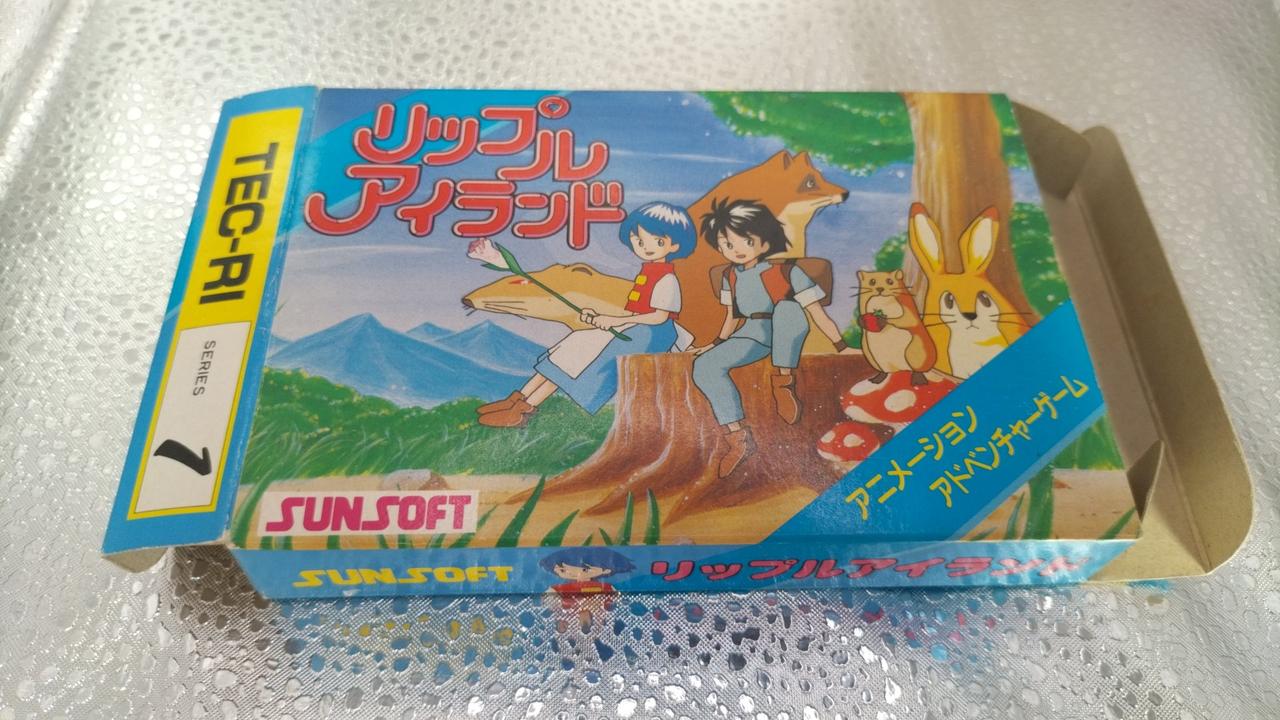 リップル
アイランド
TEC-RI
SERIES
1
アニメーション
アドベンチャーゲーム
SUNSOFT
SUNSOFT
リップルアイランド